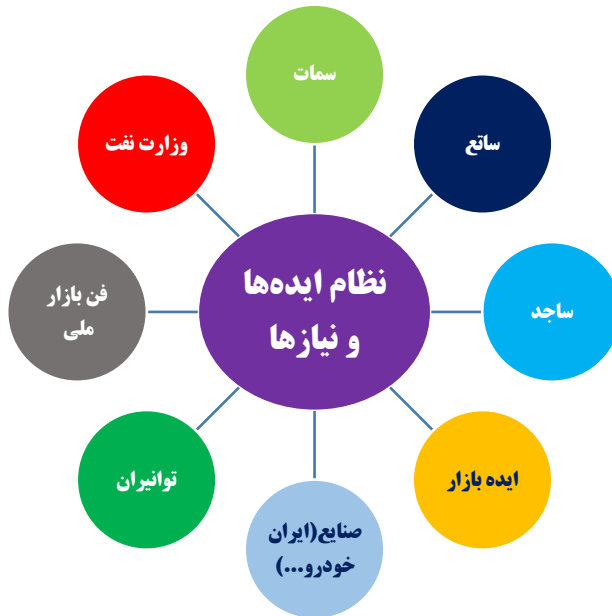 سمات
ساتع
ساجد
ایده بازار
صنایع(ایران
خودرو...)
توانیران
فن بازار
ملی
وزارت نفت
نظام ایده‌ها
و نیازها